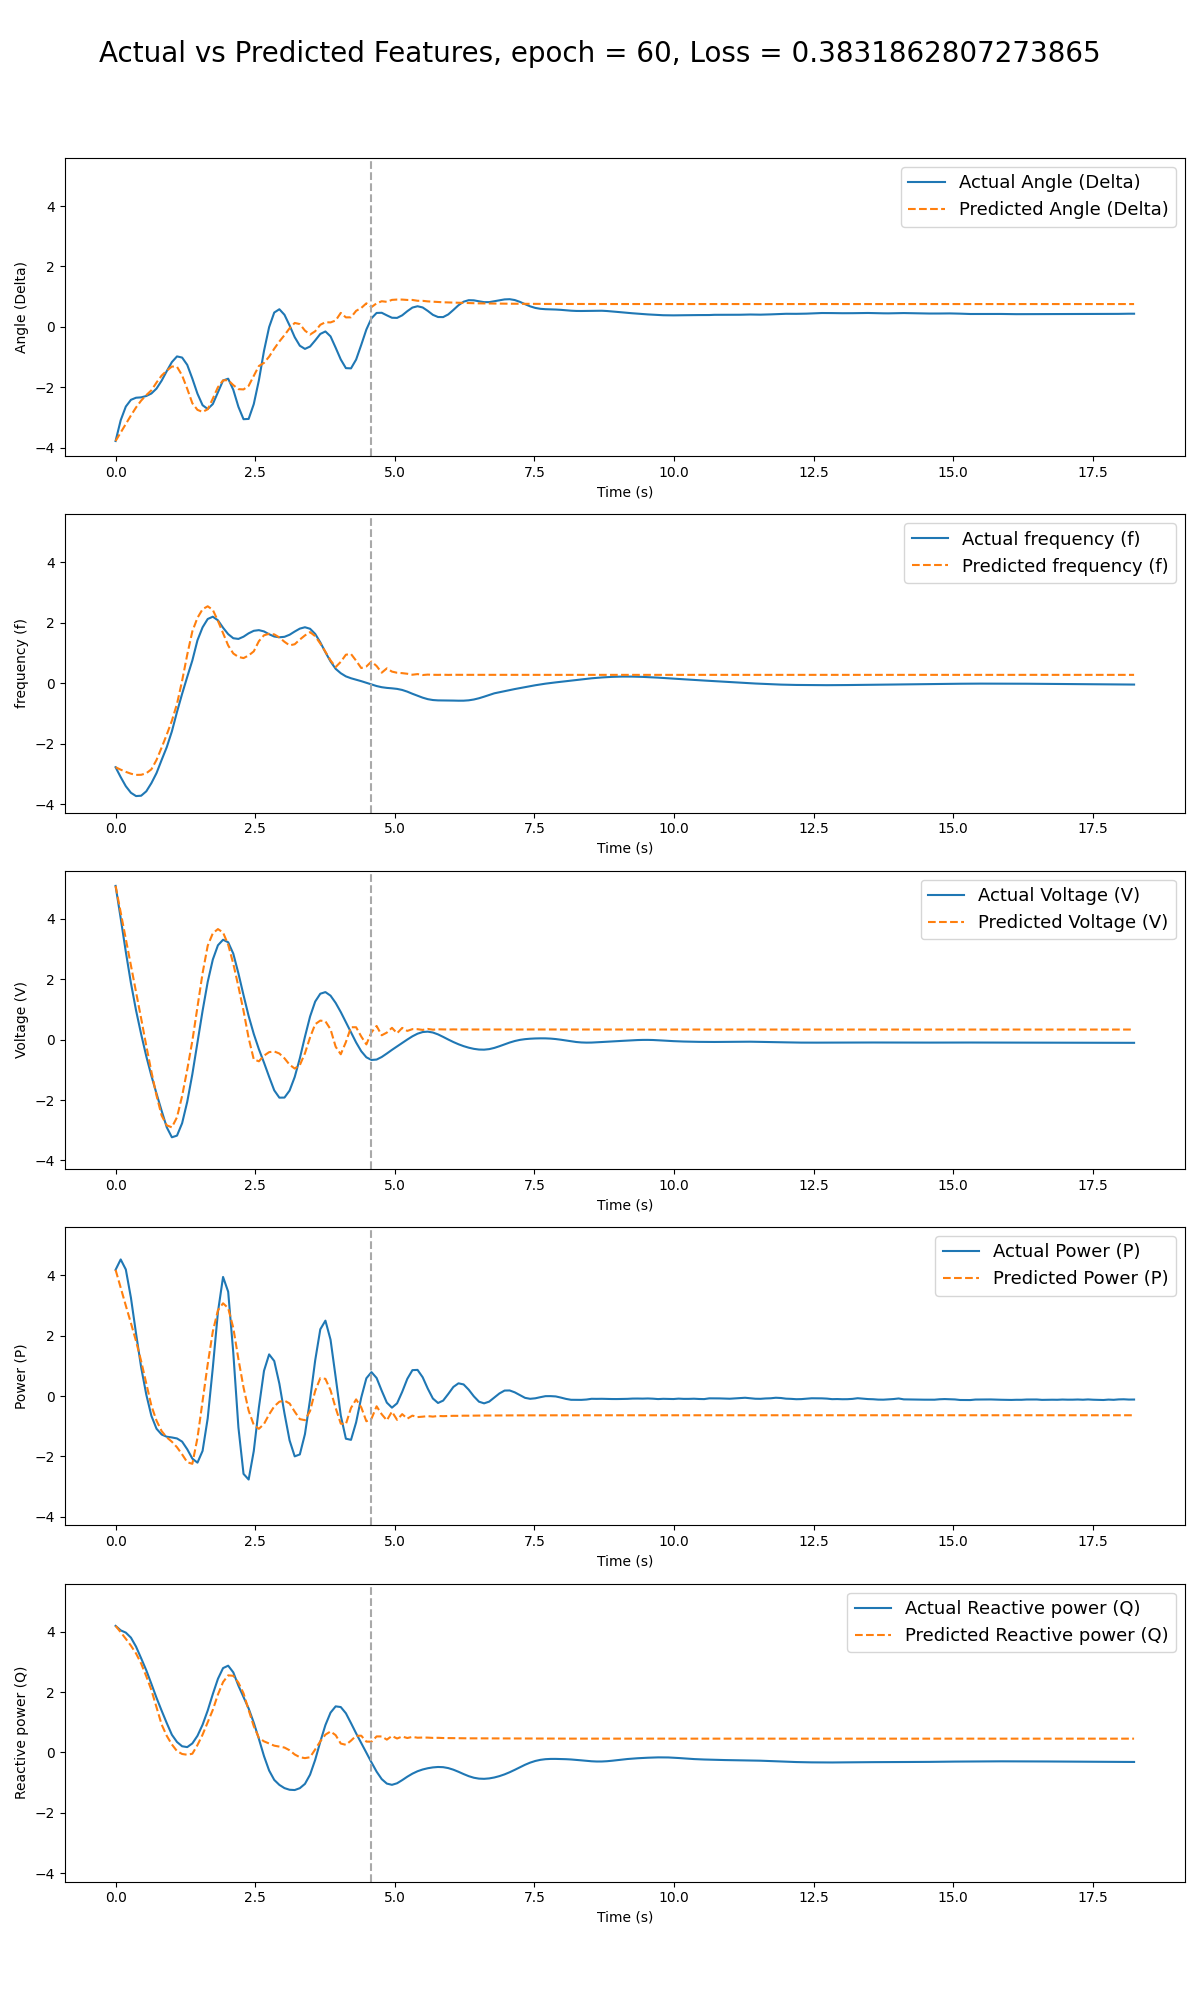 Actual vs Predicted Features, epoch = 60, Loss = 0.3831862807273865
Actual Angle (Delta)
Predicted Angle (Delta)
Angle (Delta)
4
2
0
−2
−4
0.0 2.5 5.0 7.5 10.0 12.5 15.0 17.5
Time (s)
Actual frequency (f)
Predicted frequency (f)
frequency (f)
4
2
0
−2
−4
0.0 2.5 5.0 7.5 10.0 12.5 15.0 17.5
Time (s)
Actual Voltage (V)
Predicted Voltage (V)
Voltage (V)
4
2
0
−2
−4
0.0 2.5 5.0 7.5 10.0 12.5 15.0 17.5
Time (s)
Actual Power (P)
Predicted Power (P)
Power (P)
4
2
0
−2
−4
0.0 2.5 5.0 7.5 10.0 12.5 15.0 17.5
Time (s)
Actual Reactive power (Q)
Predicted Reactive power (Q)
Reactive power (Q)
4
2
0
−2
−4
0.0 2.5 5.0 7.5 10.0 12.5 15.0 17.5
Time (s)